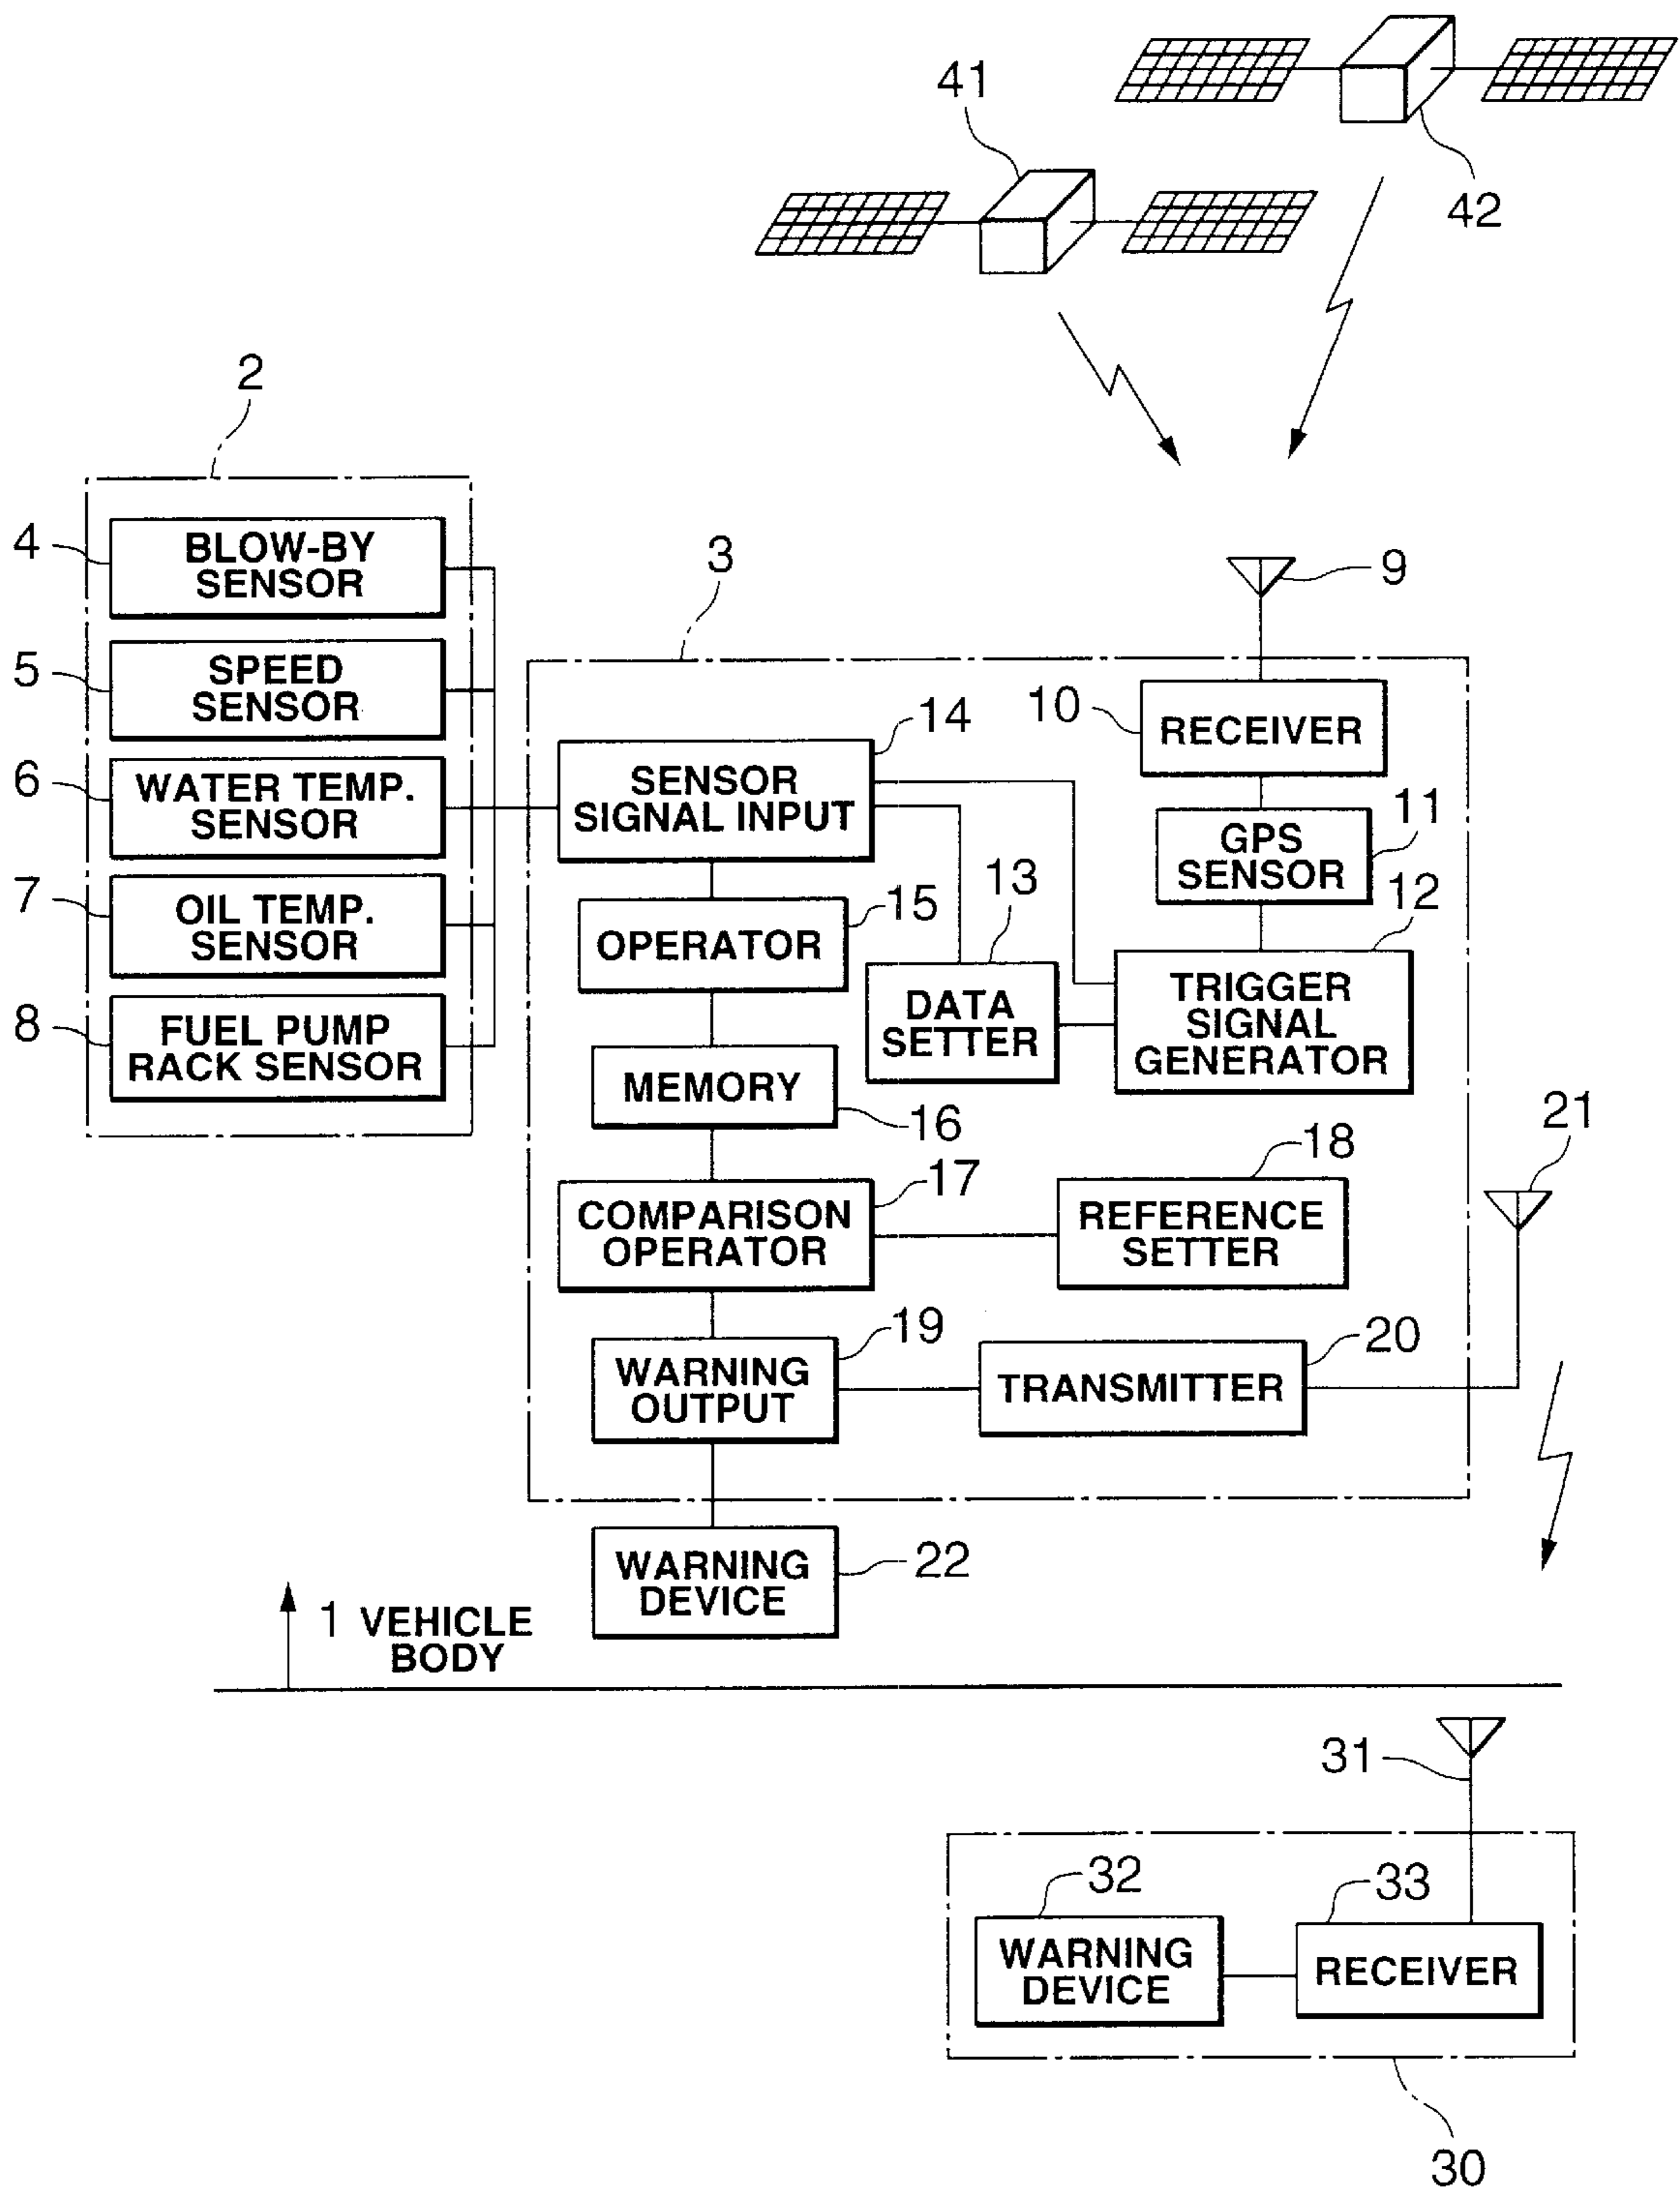 42
41
2
4
BLOW-BY
SENSOR
5
SPEED
SENSOR
6
WATER TEMP.
SENSOR
7
OIL TEMP.
SENSOR
8
FUEL PUMP
RACK SENSOR
3
9
10
RECEIVER
14
SENSOR
SIGNAL INPUT
11
GPS
SENSOR
13
12
15
OPERATOR
DATA
SETTER
TRIGGER
SIGNAL
GENERATOR
MEMORY
16
21
18
17
COMPARISON
OPERATOR
REFERENCE
SETTER
19
20
WARNING
OUTPUT
TRANSMITTER
22
WARNING
DEVICE
1 VEHICLE
BODY
31
32
33
WARNING
DEVICE
RECEIVER
30